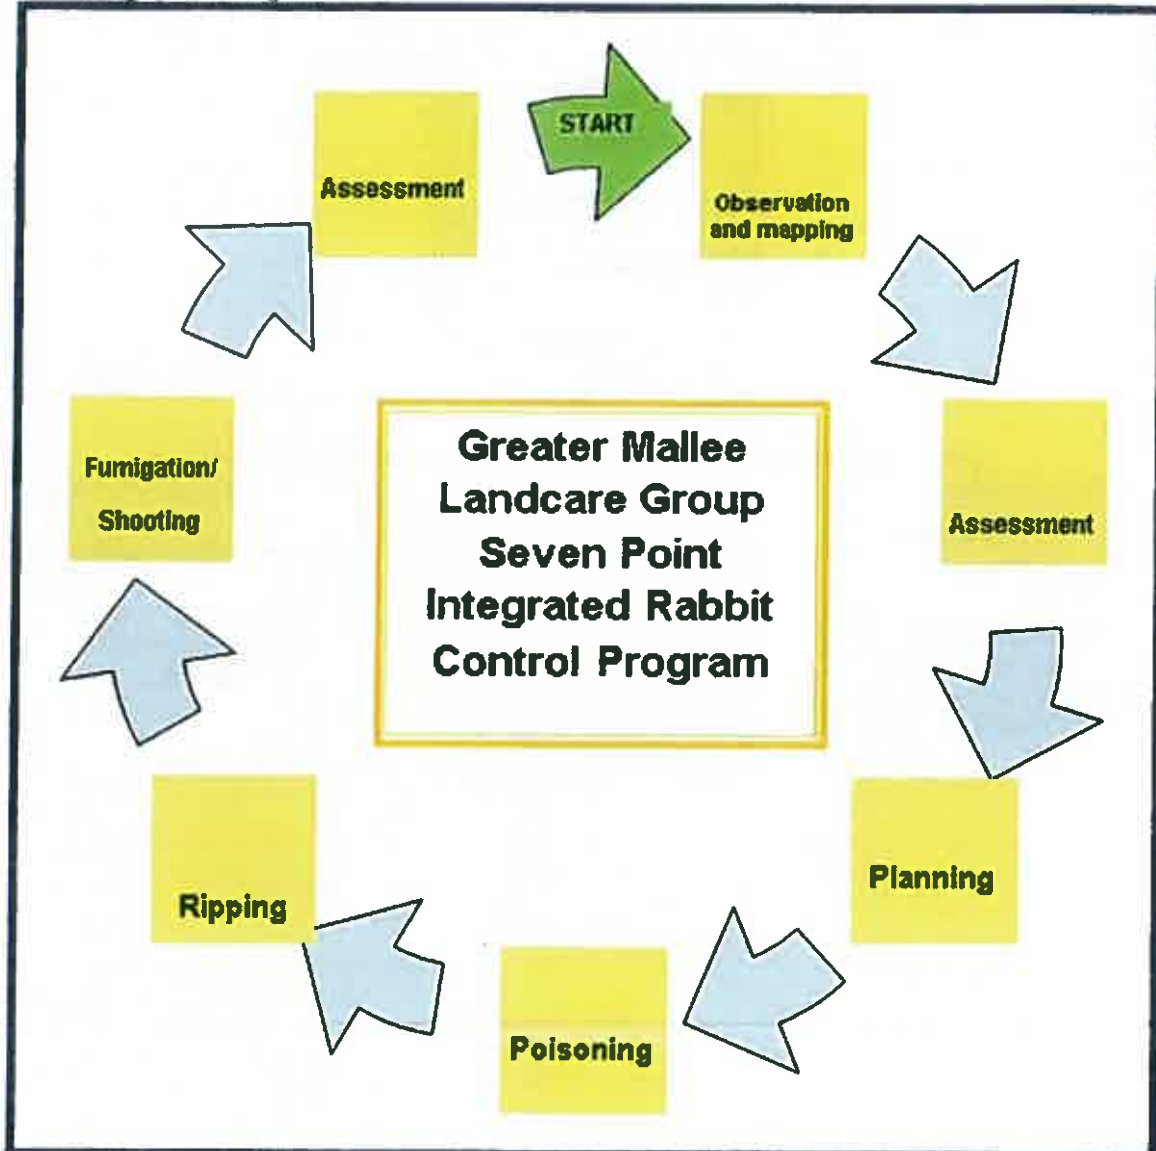 START
Observation
and mapping
Assessment
Planning
Poisoning
Ripping
Fumigation/
Shooting
Assessment
Greater Mallee
Landcare Group
Seven Point
Integrated Rabbit
Control Program